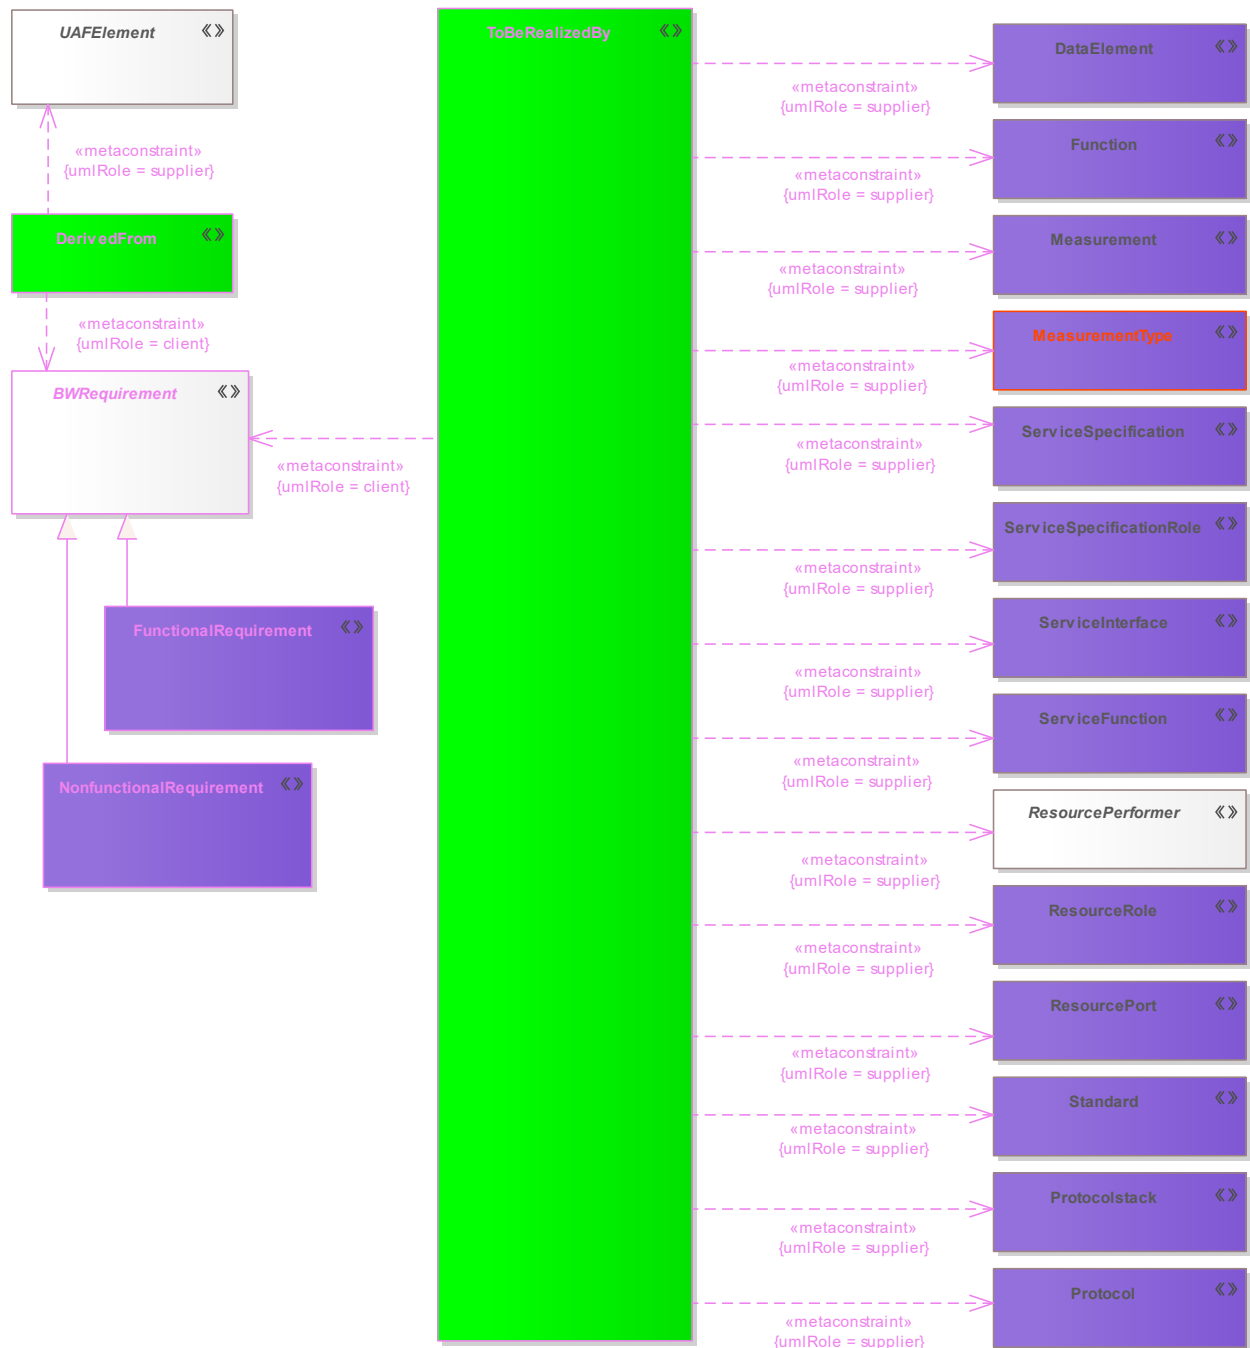 UAFElement
«metaconstraint»
{umlRole = supplier}
DerivedFrom
«metaconstraint»
{umlRole = client}
BWRequirement
«metaconstraint»
{umlRole = client}
FunctionalRequirement
NonfunctionalRequirement
ToBeRealizedBy
«metaconstraint»
{umlRole = supplier}
DataElement
«metaconstraint»
{umlRole = supplier}
Function
«metaconstraint»
{umlRole = supplier}
Measurement
«metaconstraint»
{umlRole = supplier}
MeasurementType
«metaconstraint»
{umlRole = supplier}
ServiceSpecification
«metaconstraint»
{umlRole = supplier}
ServiceSpecificationRole
«metaconstraint»
{umlRole = supplier}
ServiceInterface
«metaconstraint»
{umlRole = supplier}
ServiceFunction
«metaconstraint»
{umlRole = supplier}
ResourcePerformer
«metaconstraint»
{umlRole = supplier}
ResourceRole
«metaconstraint»
{umlRole = supplier}
ResourcePort
«metaconstraint»
{umlRole = supplier}
Standard
«metaconstraint»
{umlRole = supplier}
Protocolstack
«metaconstraint»
{umlRole = supplier}
Protocol